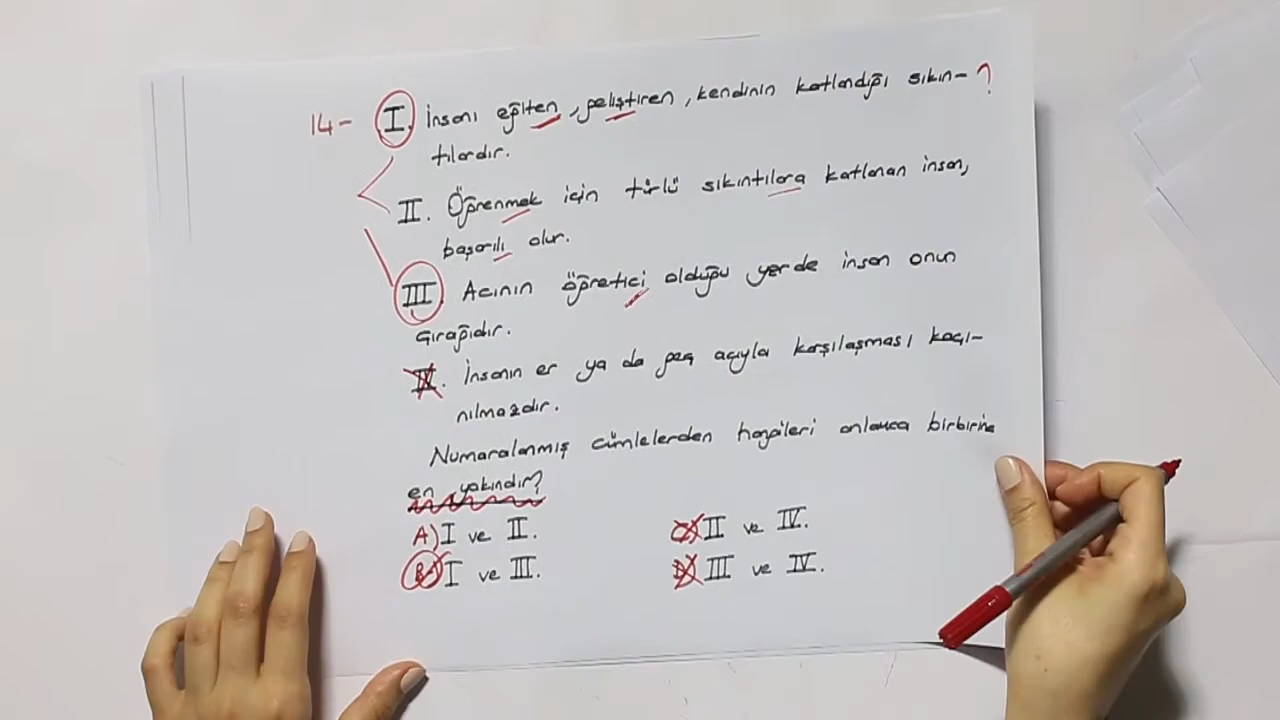 14- I. İnsanı eğiten, geliştiren, kendinin katlandığı sıkın- ?
tılardır.
II. Öğrenmek için türlü sıkıntılara katlanan insan,
başarılı olur.
III. Acının öğretici olduğu yerde insan onun
çırağıdır.
IV. İnsanın er ya da geç acıyla karşılaşması kaçı-
nılmazdır.
Numaralanmış cümlelerden hangileri anlamca birbirine
en yakındır?
A) I ve II. C) II ve IV.
B) I ve III. D) III ve IV.